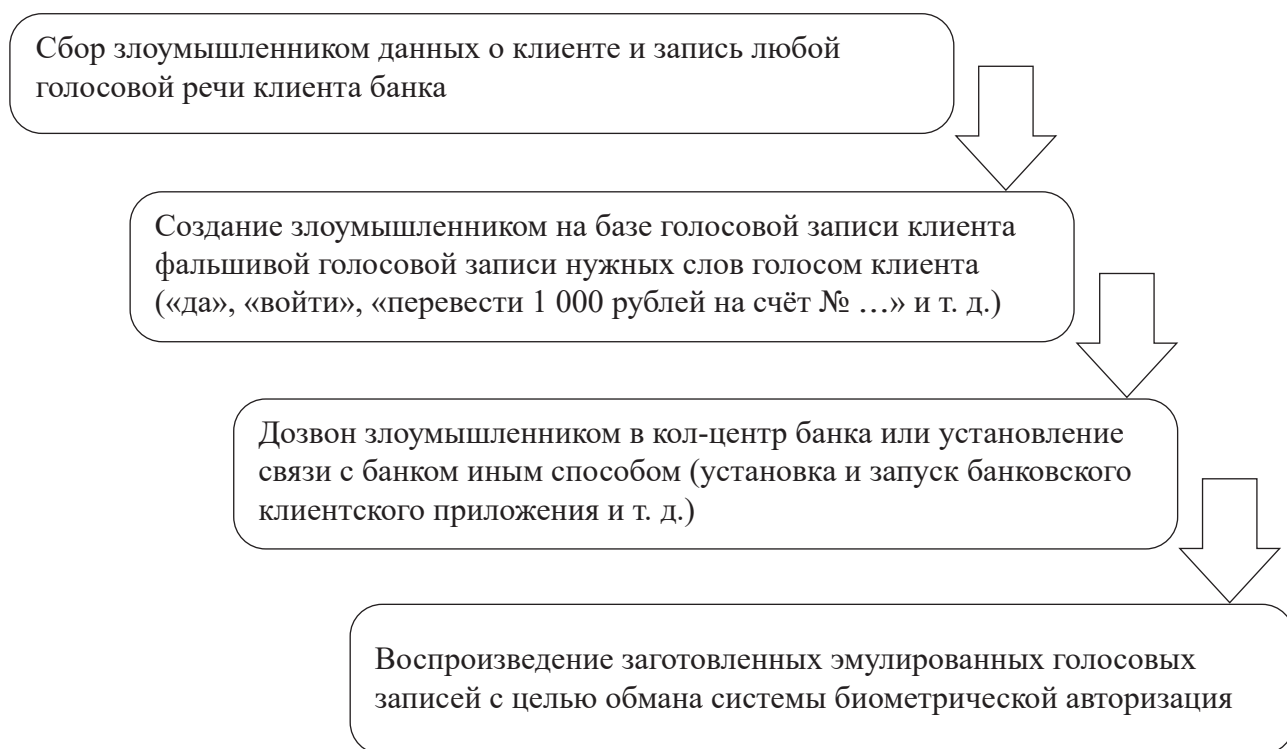 Сбор злоумышленником данных о клиенте и запись любой
голосовой речи клиента банка
Создание злоумышленником на базе голосовой записи клиента
фальшивой голосовой записи нужных слов голосом клиента
(«да», «войти», «перевести 1 000 рублей на счёт № …» и т. д.)
Дозвон злоумышленником в кол-центр банка или установление
связи с банком иным способом (установка и запуск банковского
клиентского приложения и т. д.)
Воспроизведение заготовленных эмулированных голосовых
записей с целью обмана системы биометрической авторизация